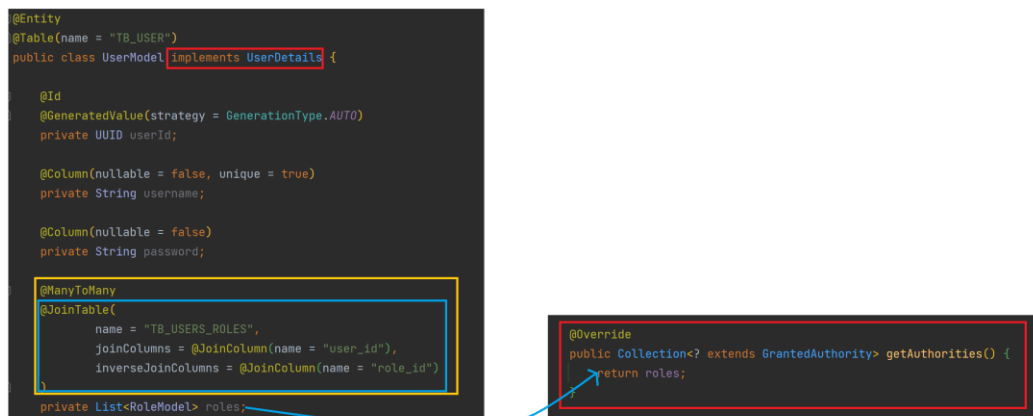 @Entity
@Table(name = "TB_USER")
public class UserModel implements UserDetails {
@Id
@GeneratedValue(strategy = GenerationType.AUTO)
private UUID userId;
@Column(nullable = false, unique = true)
private String username;
@Column(nullable = false)
private String password;
@ManyToMany
@JoinTable(
name = "TB_USERS_ROLES",
joinColumns = @JoinColumn(name = "user_id"),
inverseJoinColumns = @JoinColumn(name = "role_id")
)
private List<RoleModel> roles;
@Override
public Collection<? extends GrantedAuthority> getAuthorities() {
return roles;
}